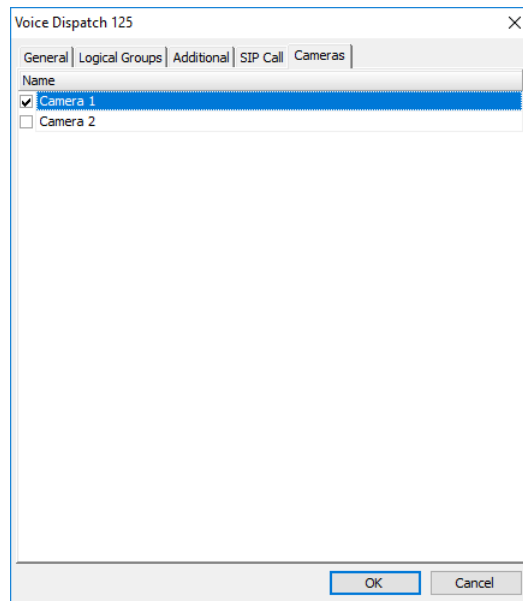 Voice Dispatch 125
General Logical Groups Additional SIP Call Cameras
Name
Camera 1
Camera 2
OK Cancel